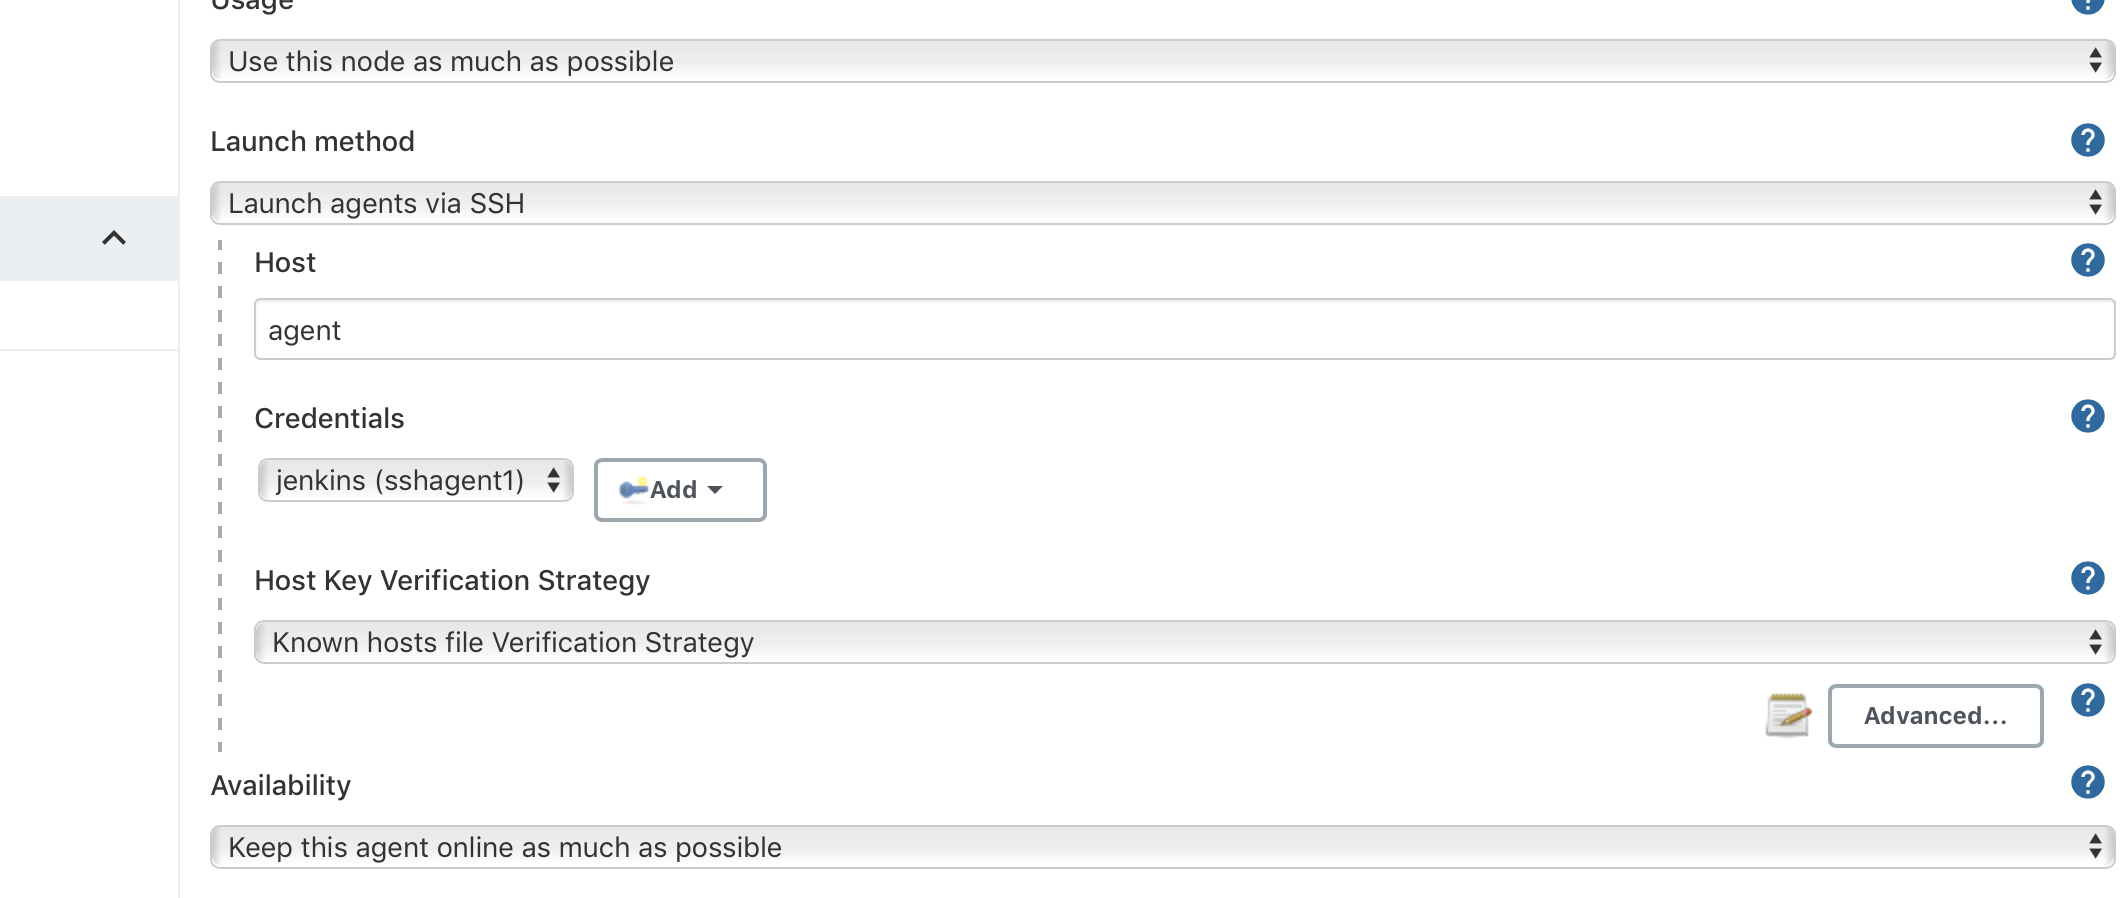 Usage
Use this node as much as possible
Launch method
Launch agents via SSH
Host
agent
Credentials
jenkins (sshagent1)
Add
Host Key Verification Strategy
Known hosts file Verification Strategy
Advanced...
Availability
Keep this agent online as much as possible